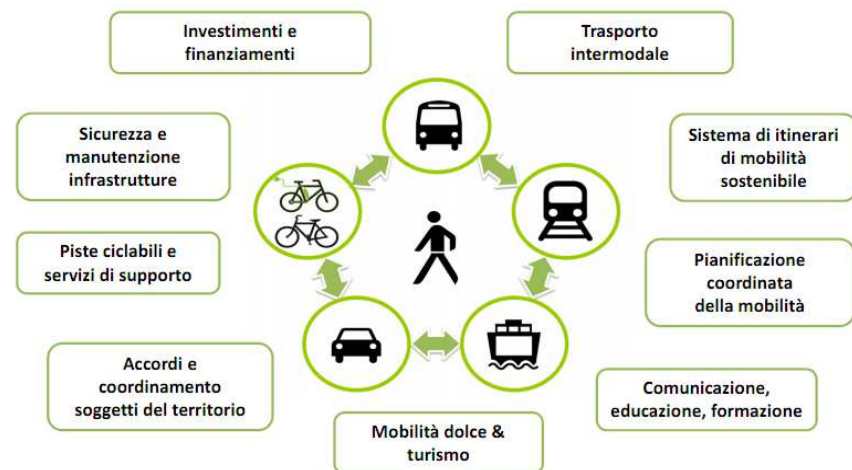 Investimenti e
finanziamenti
Trasporto
intermodale
Sicurezza e
manutenzione
infrastrutture
Sistema di itinerari
di mobilità
sostenibile
Piste ciclabili e
servizi di supporto
Pianificazione
coordinata
della mobilità
Accordi e
coordinamento
soggetti del territorio
Comunicazione,
educazione, formazione
Mobilità dolce &
turismo